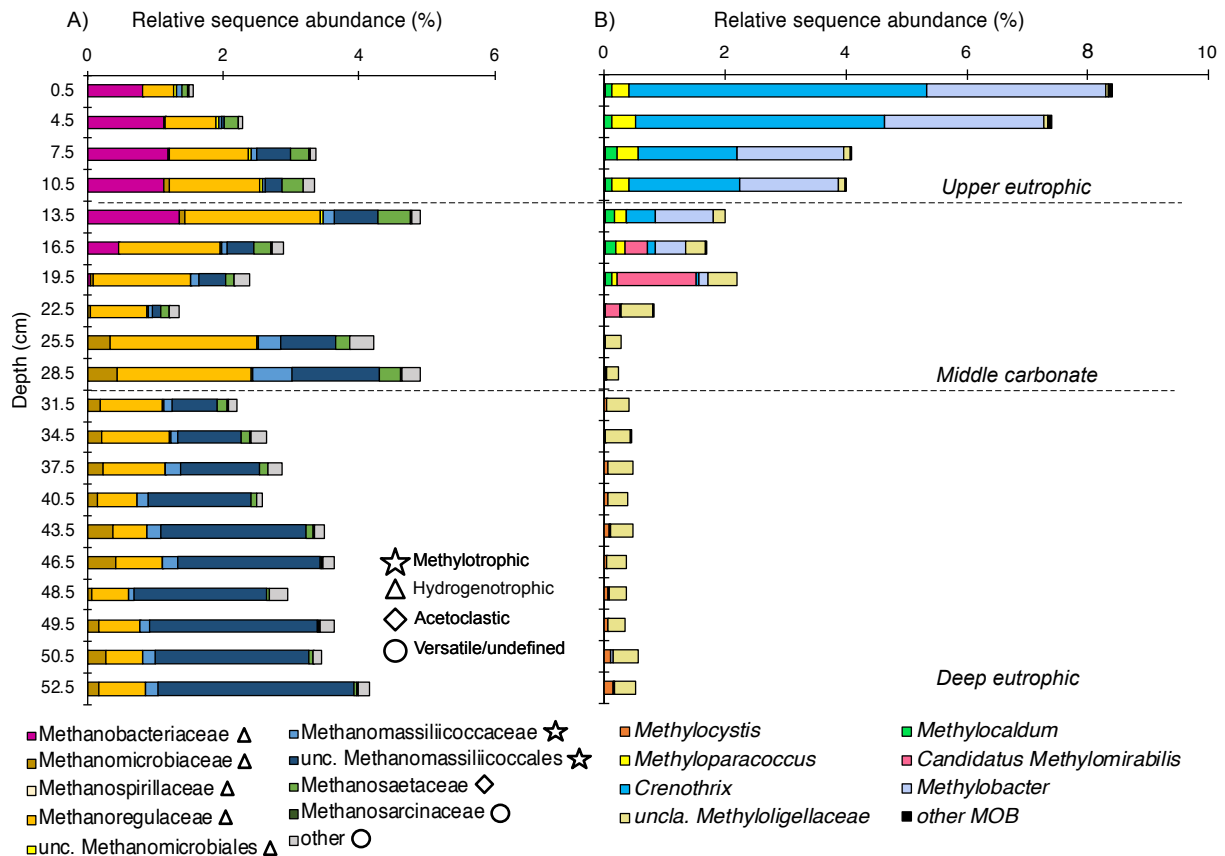 A) Relative sequence abundance (%)
B) Relative sequence abundance (%)
0 2 4 6
0 2 4 6 8 10
Depth (cm)
0.5
4.5
7.5
10.5
13.5
16.5
19.5
22.5
25.5
28.5
31.5
34.5
37.5
40.5
43.5
46.5
48.5
49.5
50.5
52.5
Methylotrophic
Hydrogenotrophic
Acetoclastic
Versatile/undefined
Upper eutrophic
Middle carbonate
Deep eutrophic
Methanobacteriaceae
Methanomicrobiaceae
Methanospirillaceae
Methanoregulaceae
unc. Methanomicrobiales
Methanomassiliicoccaceae
unc. Methanomassiliicoccales
Methanosaetaceae
Methanosarcinaceae
other
Methylocystis
Methyloparacoccus
Crenothrix
uncla. Methyloligellaceae
Methylocaldum
Candidatus Methylomirabilis
Methylobacter
other MOB